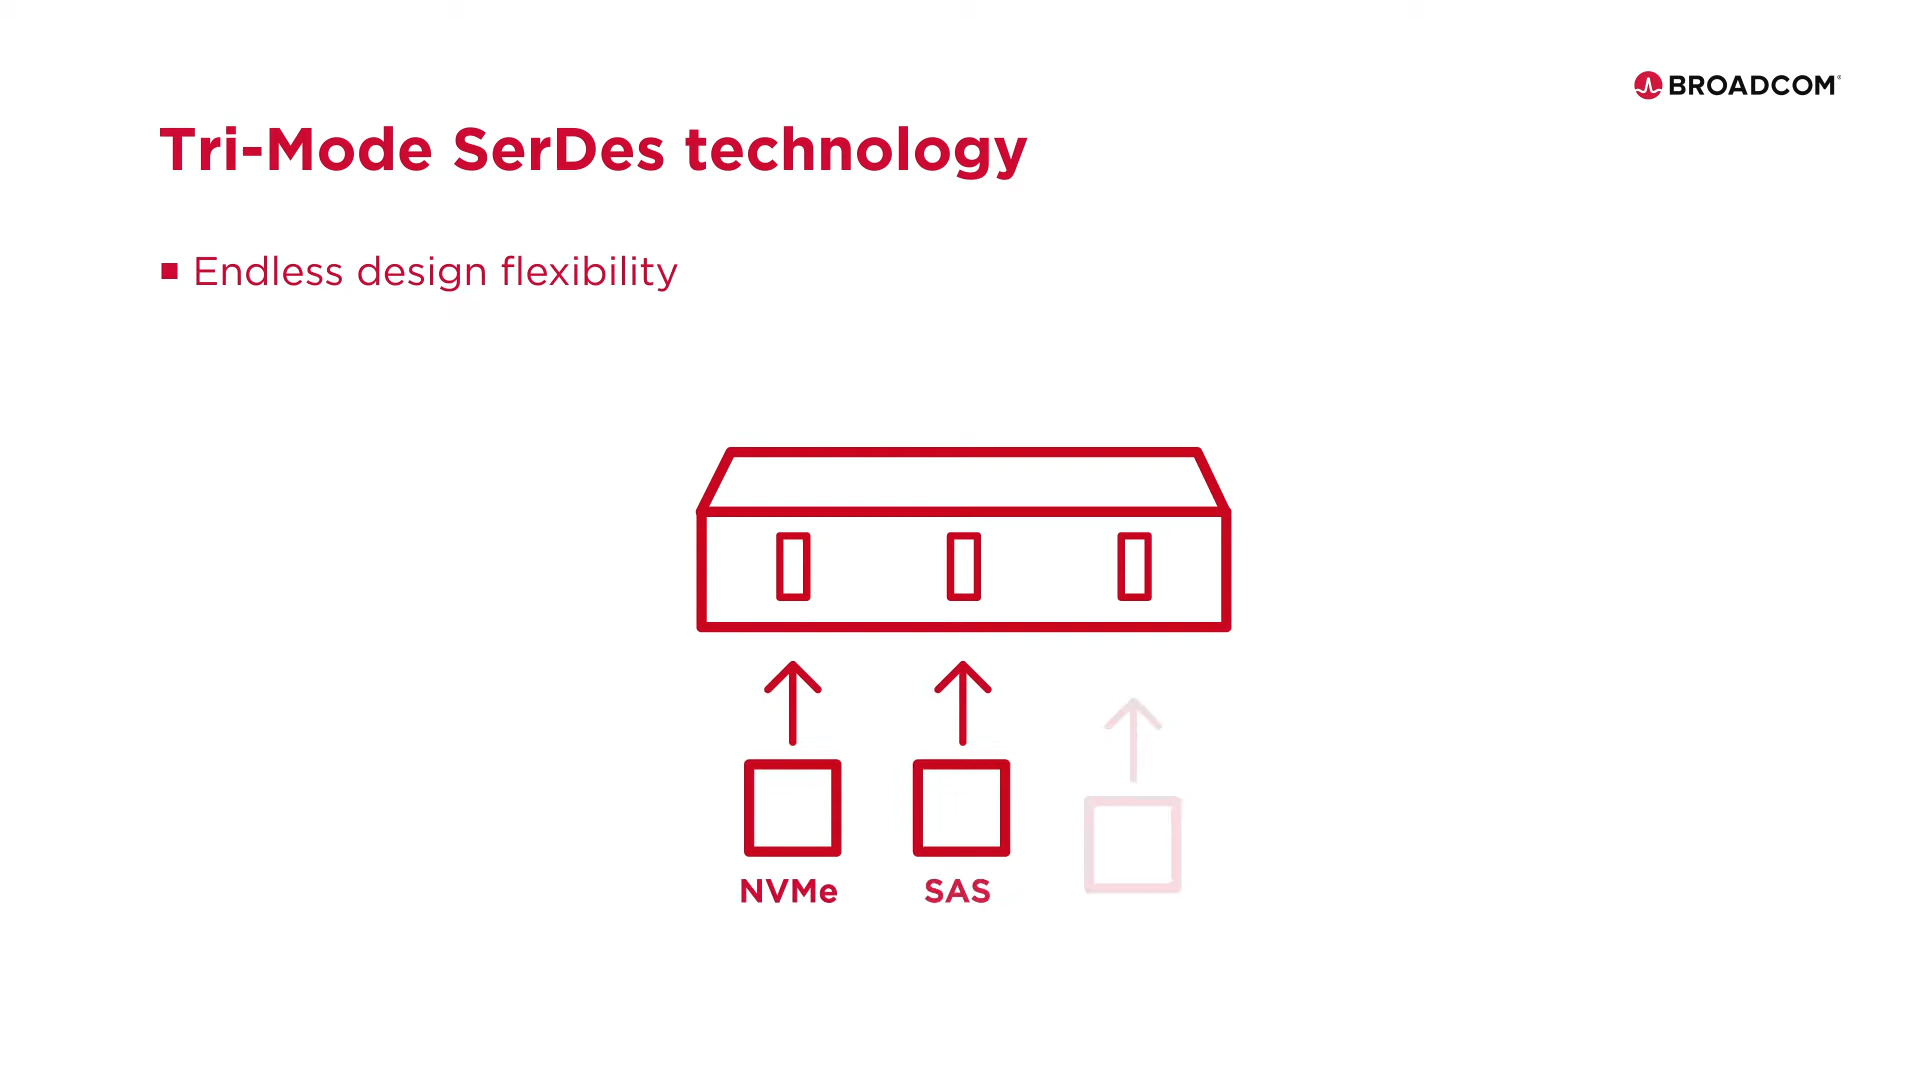 BROADCOM®
Tri-Mode SerDes technology
■ Endless design flexibility
NVMe
SAS